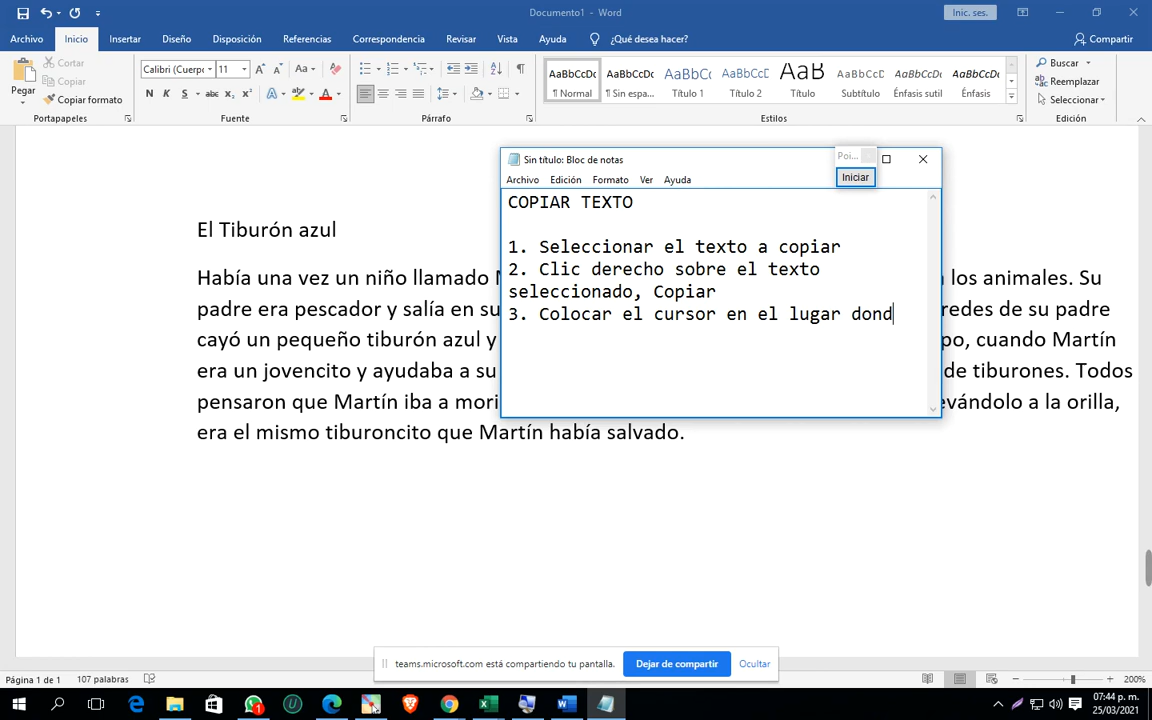 Documento1 - Word
Inic. ses.
Archivo Inicio Insertar Diseño Disposición Referencias Correspondencia Revisar Vista Ayuda ¿Qué desea hacer? Compartir
Pegar
Cortar
Copiar
Copiar formato
Portapapeles
Calibri (Cuerpo 11
Aa
N K S abc x₂ x²
Fuente
Párrafo
AaBbCcDc AaBbCcDc AaBbCc AaBbCcD AaBb AaBbCcD AaBbCcDc AaBbCcDc
¶ Normal ¶ Sin espa... Título 1 Título 2 Título Subtítulo Énfasis sutil Énfasis
Estilos
Buscar
Reemplazar
Seleccionar
Edición
Sin título: Bloc de notas
Poi...
Iniciar
Archivo Edición Formato Ver Ayuda
COPIAR TEXTO
1. Seleccionar el texto a copiar
2. Clic derecho sobre el texto
seleccionado, Copiar
3. Colocar el cursor en el lugar dond
El Tiburón azul
Había una vez un niño llamado los animales. Su
padre era pescador y salía en su redes de su padre
cayó un pequeño tiburón azul y po, cuando Martín
era un jovencito y ayudaba a su de tiburones. Todos
pensaron que Martín iba a mori evándolo a la orilla,
era el mismo tiburoncito que Martín había salvado.
teams.microsoft.com está compartiendo tu pantalla. Dejar de compartir Ocultar
Página 1 de 1 107 palabras 200%
07:44 p. m.
25/03/2021